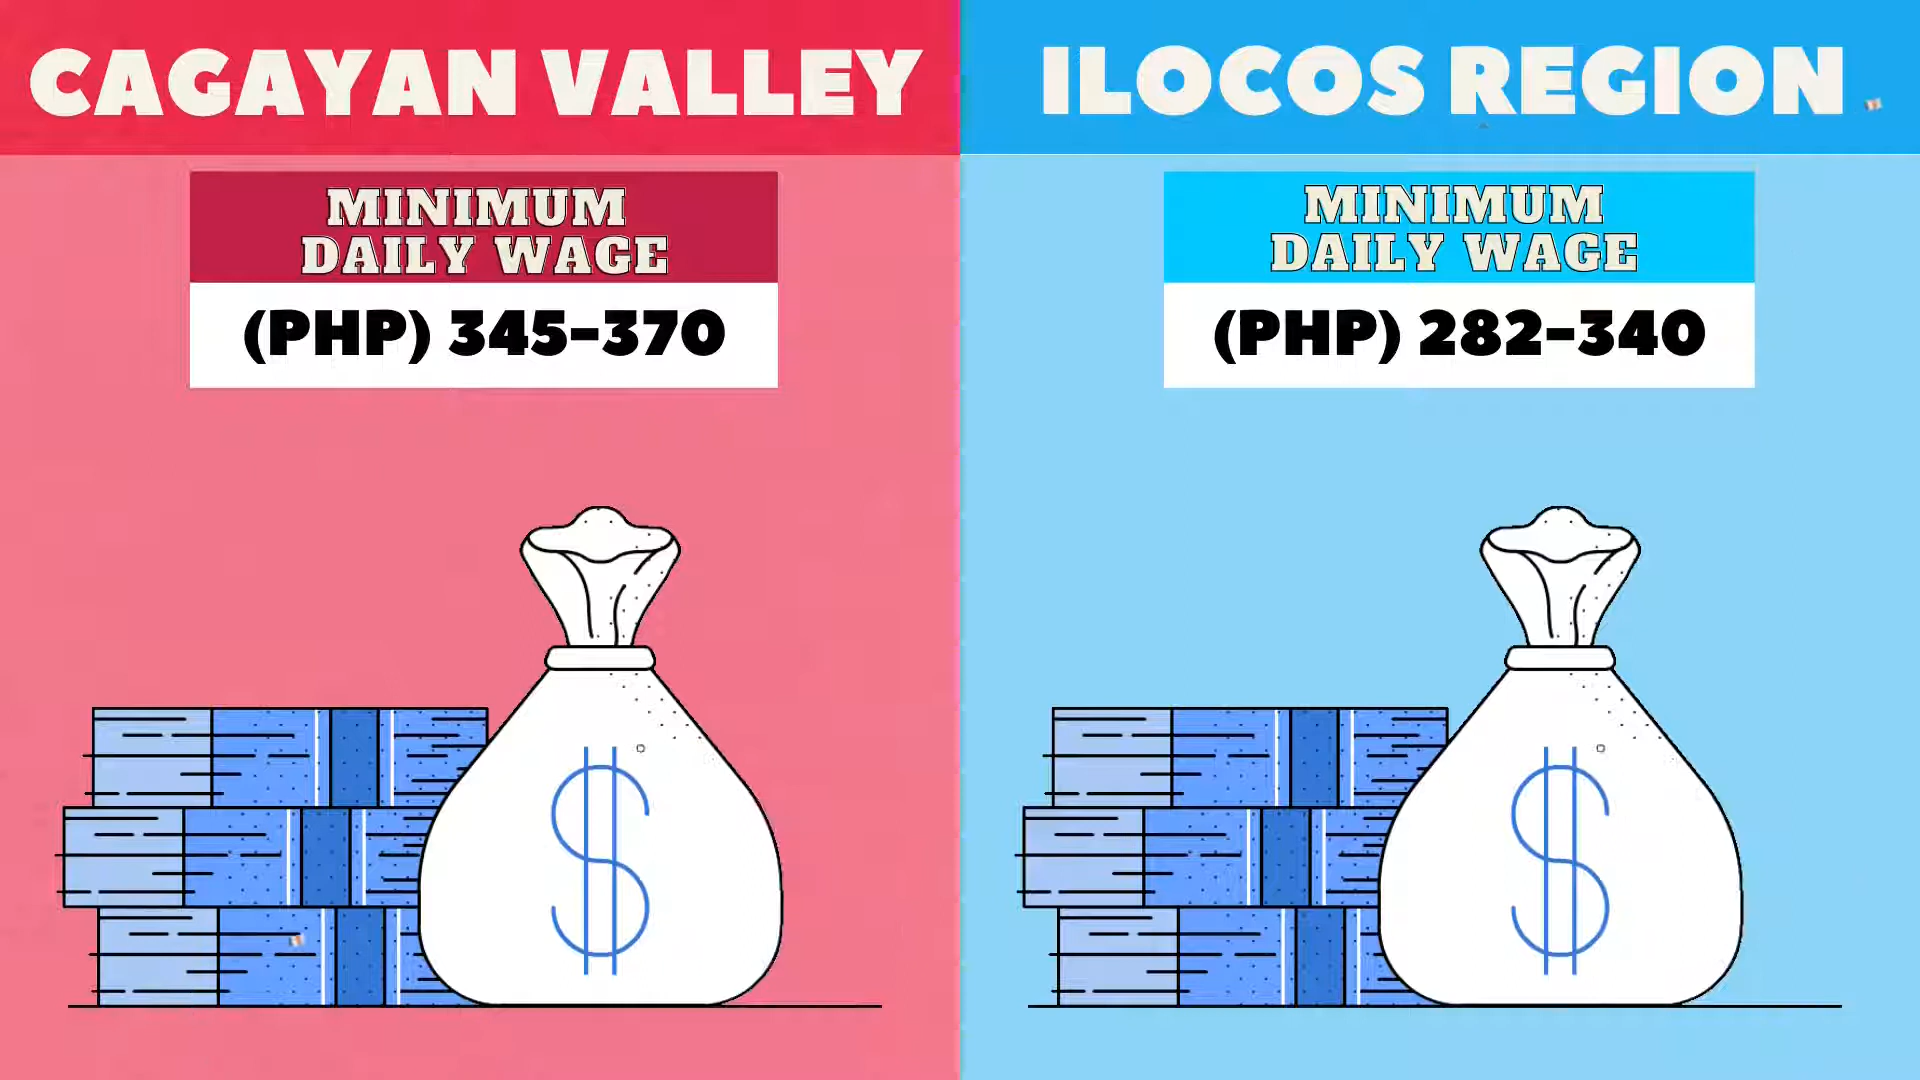 CAGAYAN VALLEY
MINIMUM
DAILY WAGE
(PHP) 345-370
$
ILOCOS REGION
MINIMUM
DAILY WAGE
(PHP) 282-340
$